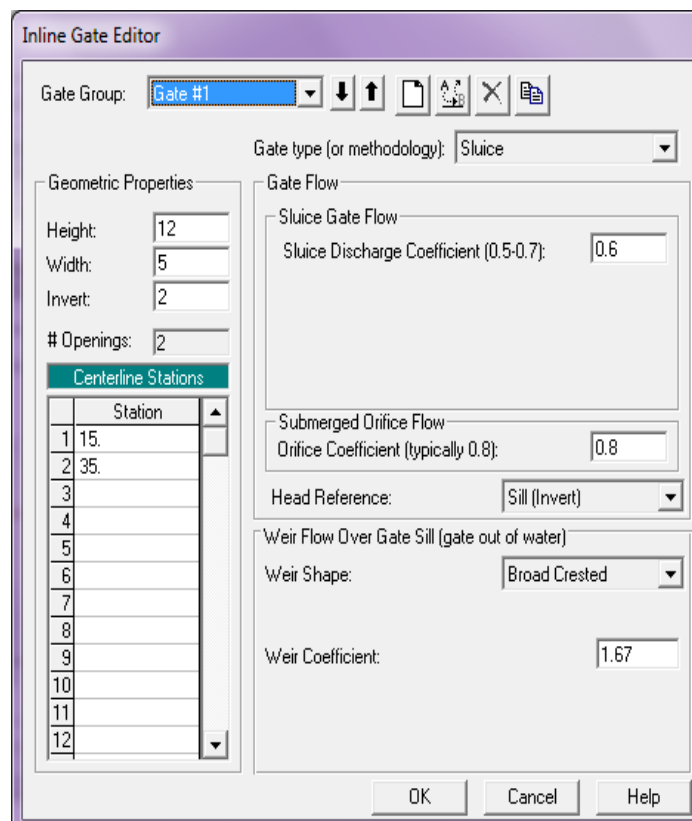 Inline Gate Editor
Gate Group: Gate #1
Gate type (or methodology): Sluice
Geometric Properties
Height: 12
Width: 5
Invert: 2
# Openings: 2
Centerline Stations
Station
1 15.
2 35.
3
4
5
6
7
8
9
10
11
12
Gate Flow
Sluice Gate Flow
Sluice Discharge Coefficient (0.5-0.7): 0.6
Submerged Orifice Flow
Orifice Coefficient (typically 0.8): 0.8
Head Reference: Sill (Invert)
Weir Flow Over Gate Sill (gate out of water)
Weir Shape: Broad Crested
Weir Coefficient: 1.67
OK Cancel Help